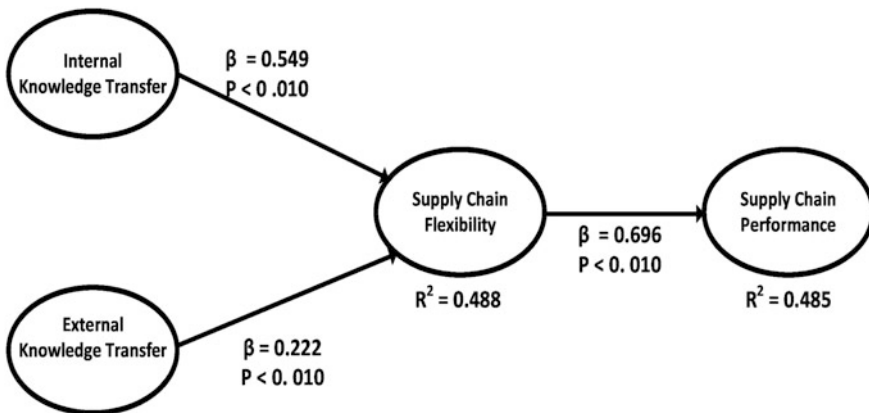 Internal
Knowledge Transfer
β = 0.549
P < 0 .010
Supply Chain
Flexibility
R² = 0.488
β = 0.696
P < 0. 010
Supply Chain
Performance
R² = 0.485
External
Knowledge Transfer
β = 0.222
P < 0. 010